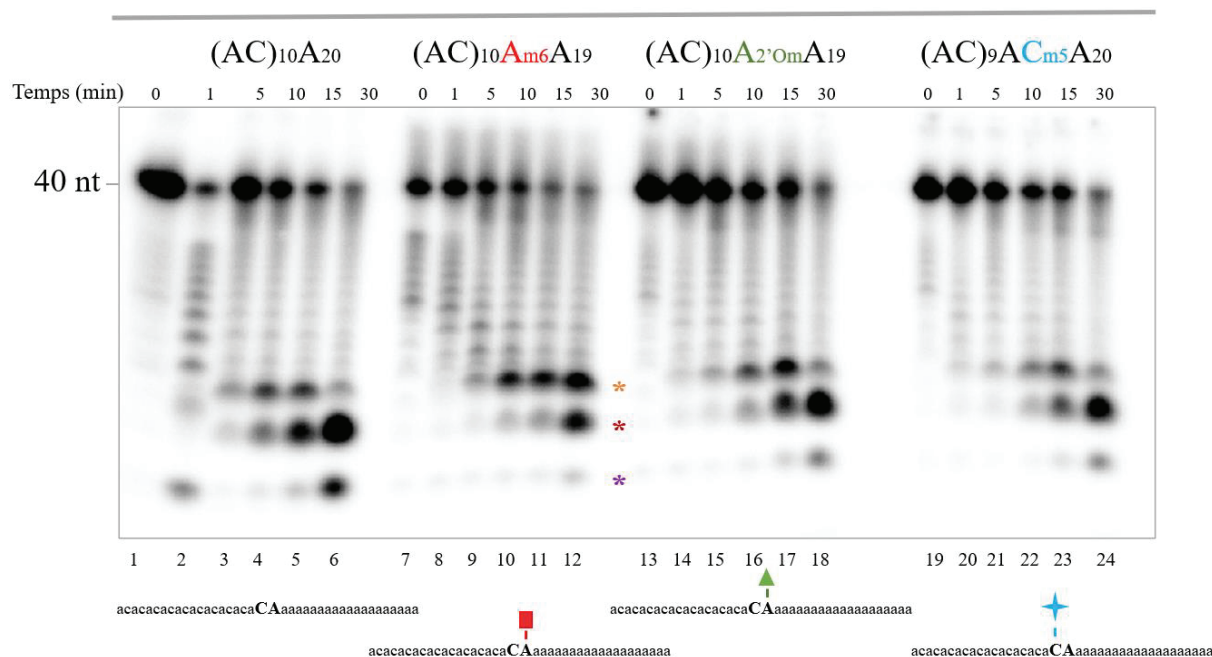 (AC)10A20 (AC)10Am6A19 (AC)10A2'OmA19 (AC)9ACm5A20
Temps (min) 0 1 5 10 15 30 0 1 5 10 15 30 0 1 5 10 15 30 0 1 5 10 15 30
40 nt
*
*
*
1 2 3 4 5 6 7 8 9 10 11 12 13 14 15 16 17 18 19 20 21 22 23 24
acacacacacacacacacaCAaaaaaaaaaaaaaaaaaaa
acacacacacacacacacaCAaaaaaaaaaaaaaaaaaaa
acacacacacacacacacaCAaaaaaaaaaaaaaaaaaaa
acacacacacacacacacaCAaaaaaaaaaaaaaaaaaaa